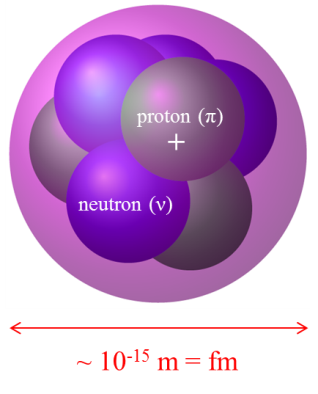 proton (π)
+
neutron (ν)
~ 10⁻¹⁵ m = fm